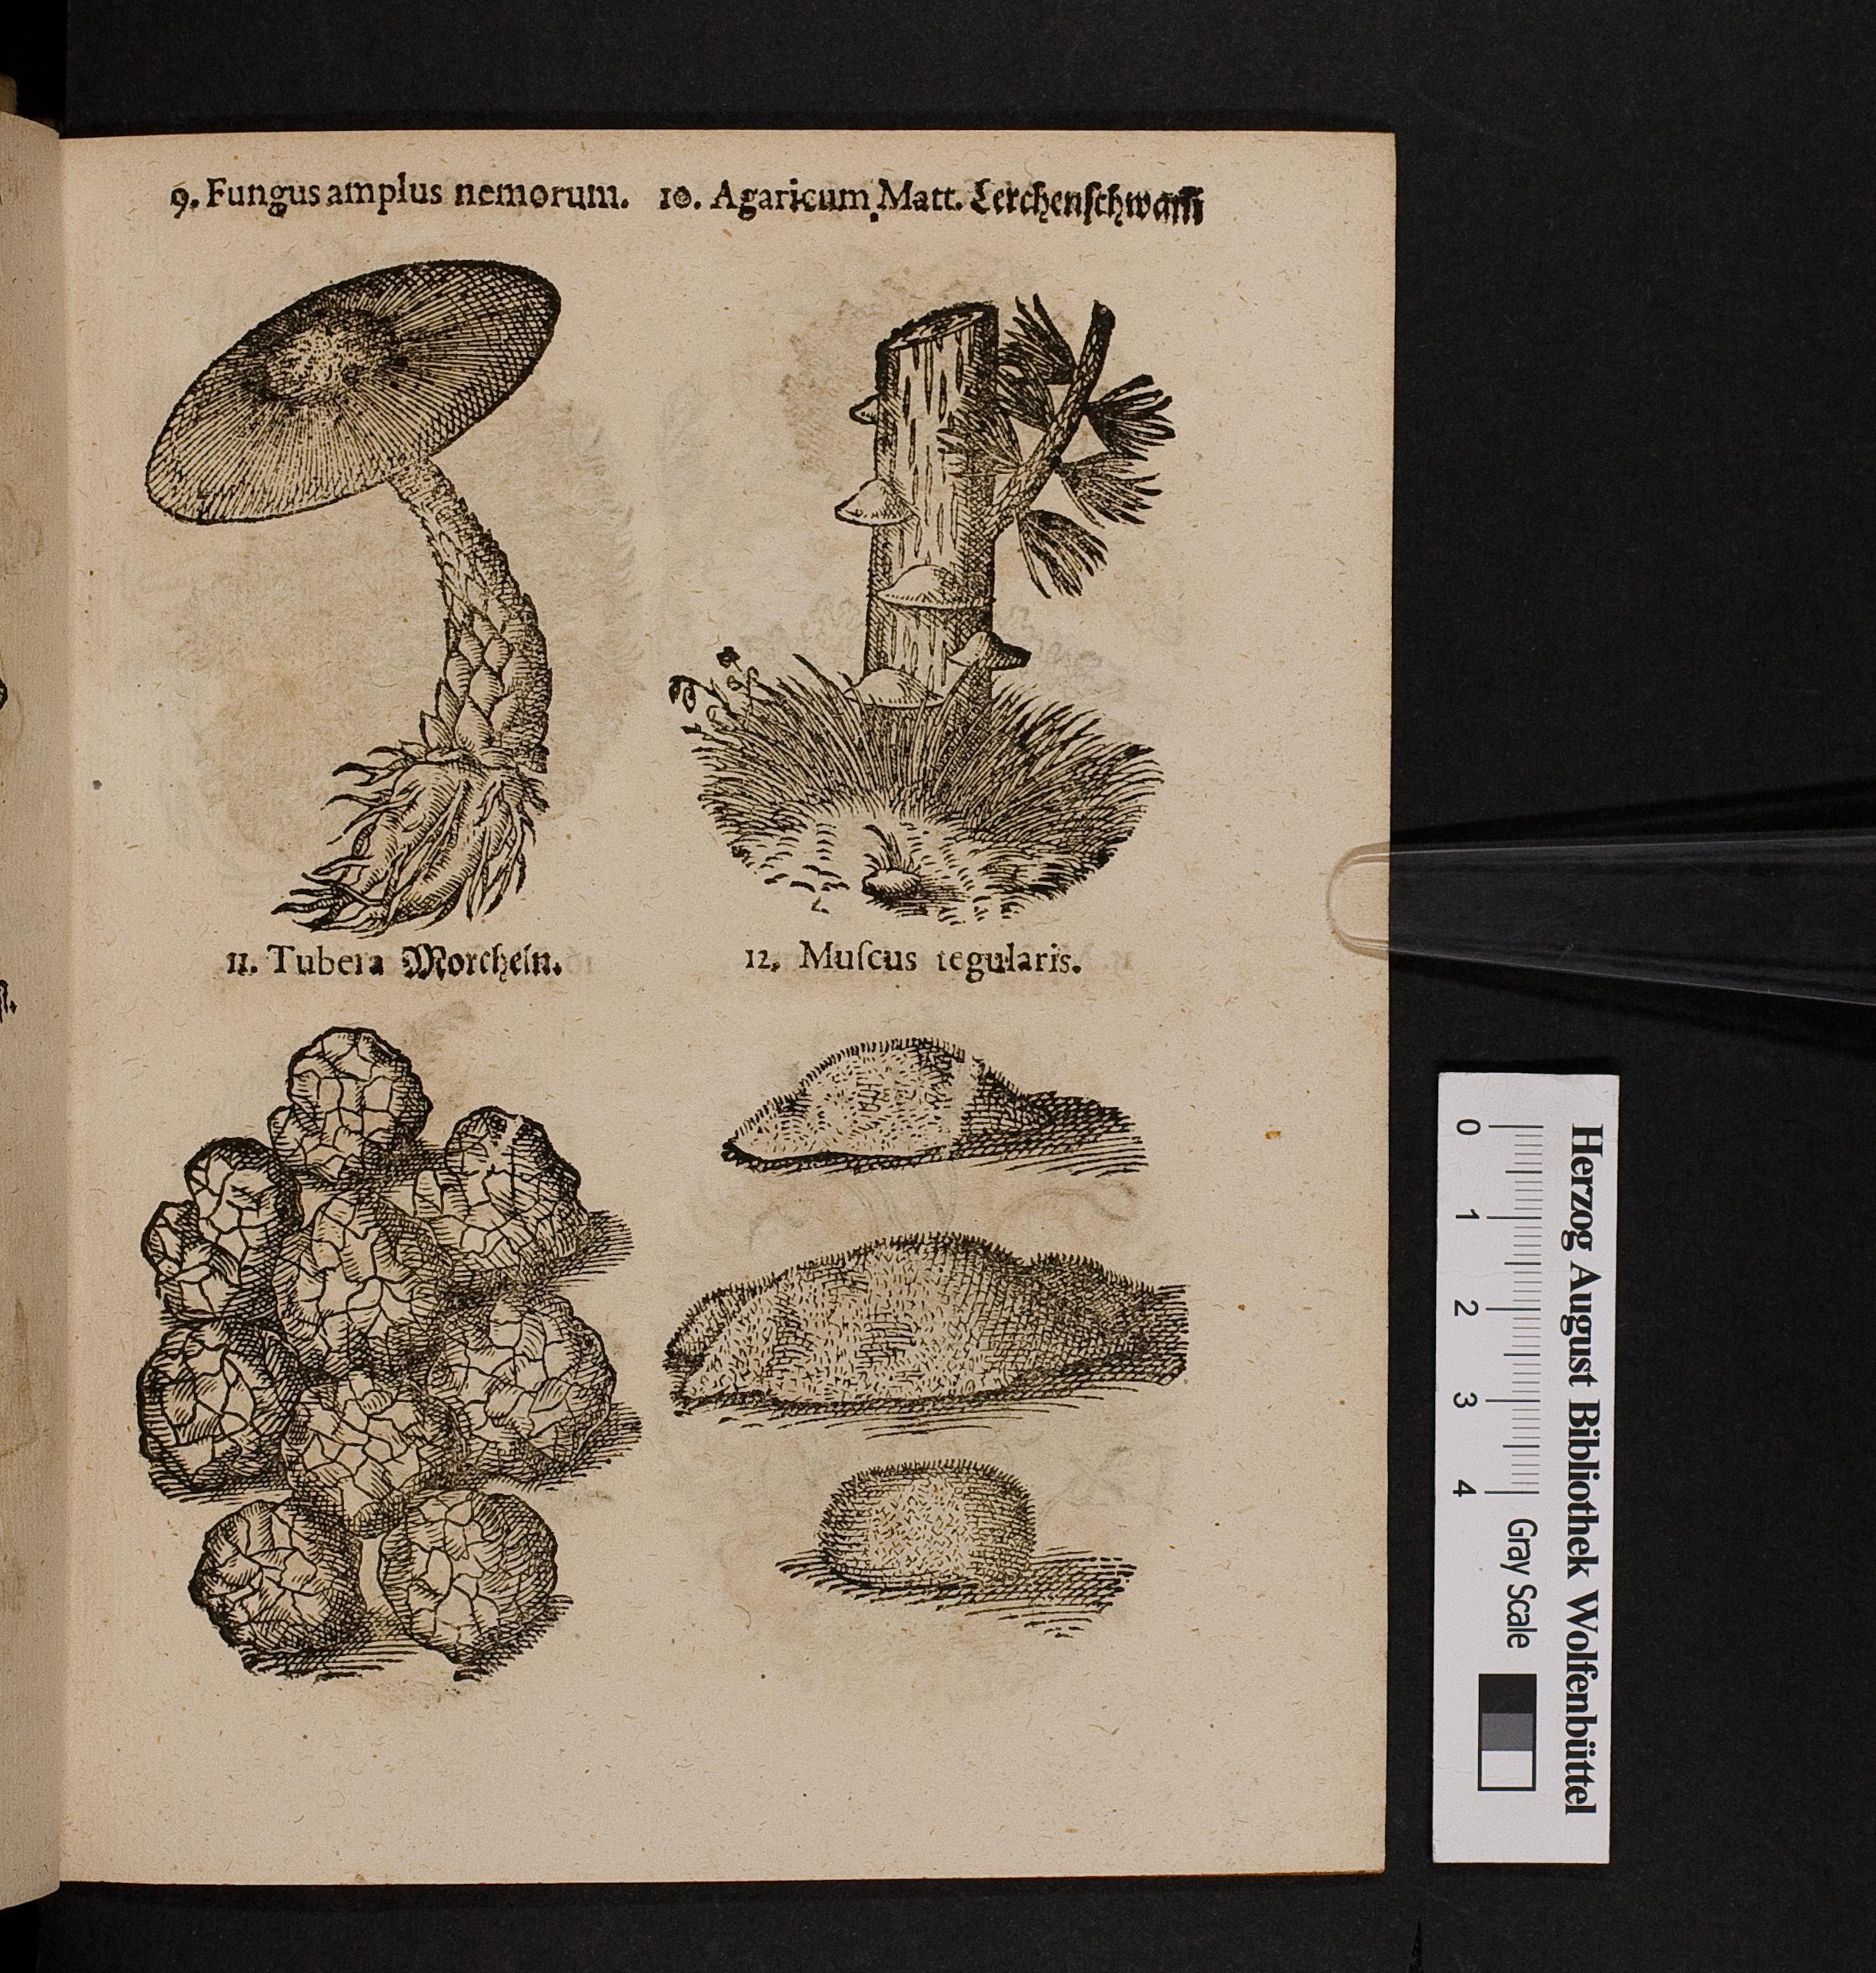 9. Fungus amplus nemorum. 10. Agaricum Matt. Lerchenschwam̅
11. Tubera Morcheln. 12. Muſcus tegularis.
Herzog August Bibliothek Wolfenbüttel
0 1 2 3 4 Gray Scale